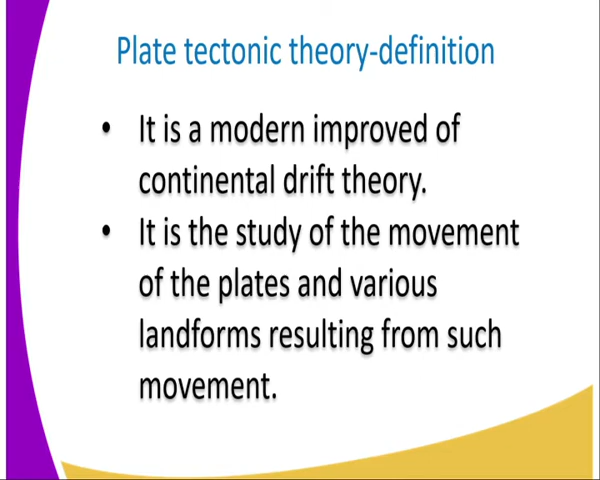 Plate tectonic theory-definition
• It is a modern improved of
continental drift theory.
• It is the study of the movement
of the plates and various
landforms resulting from such
movement.